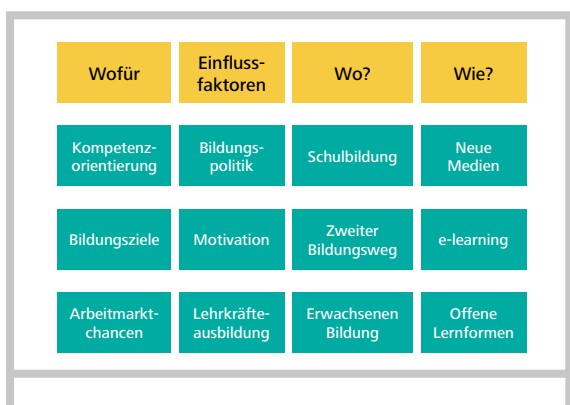 Wofür
Einfluss-
faktoren
Wo?
Wie?
Kompetenz-
orientierung
Bildungs-
politik
Schulbildung
Neue
Medien
Bildungsziele
Motivation
Zweiter
Bildungsweg
e-learning
Arbeitmarkt-
chancen
Lehrkräfte-
ausbildung
Erwachsenen
Bildung
Offene
Lernformen